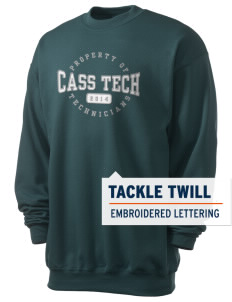 PROPERTY OF
CASS TECH
2014
TECHNICIANS
TACKLE TWILL
EMBROIDERED LETTERING